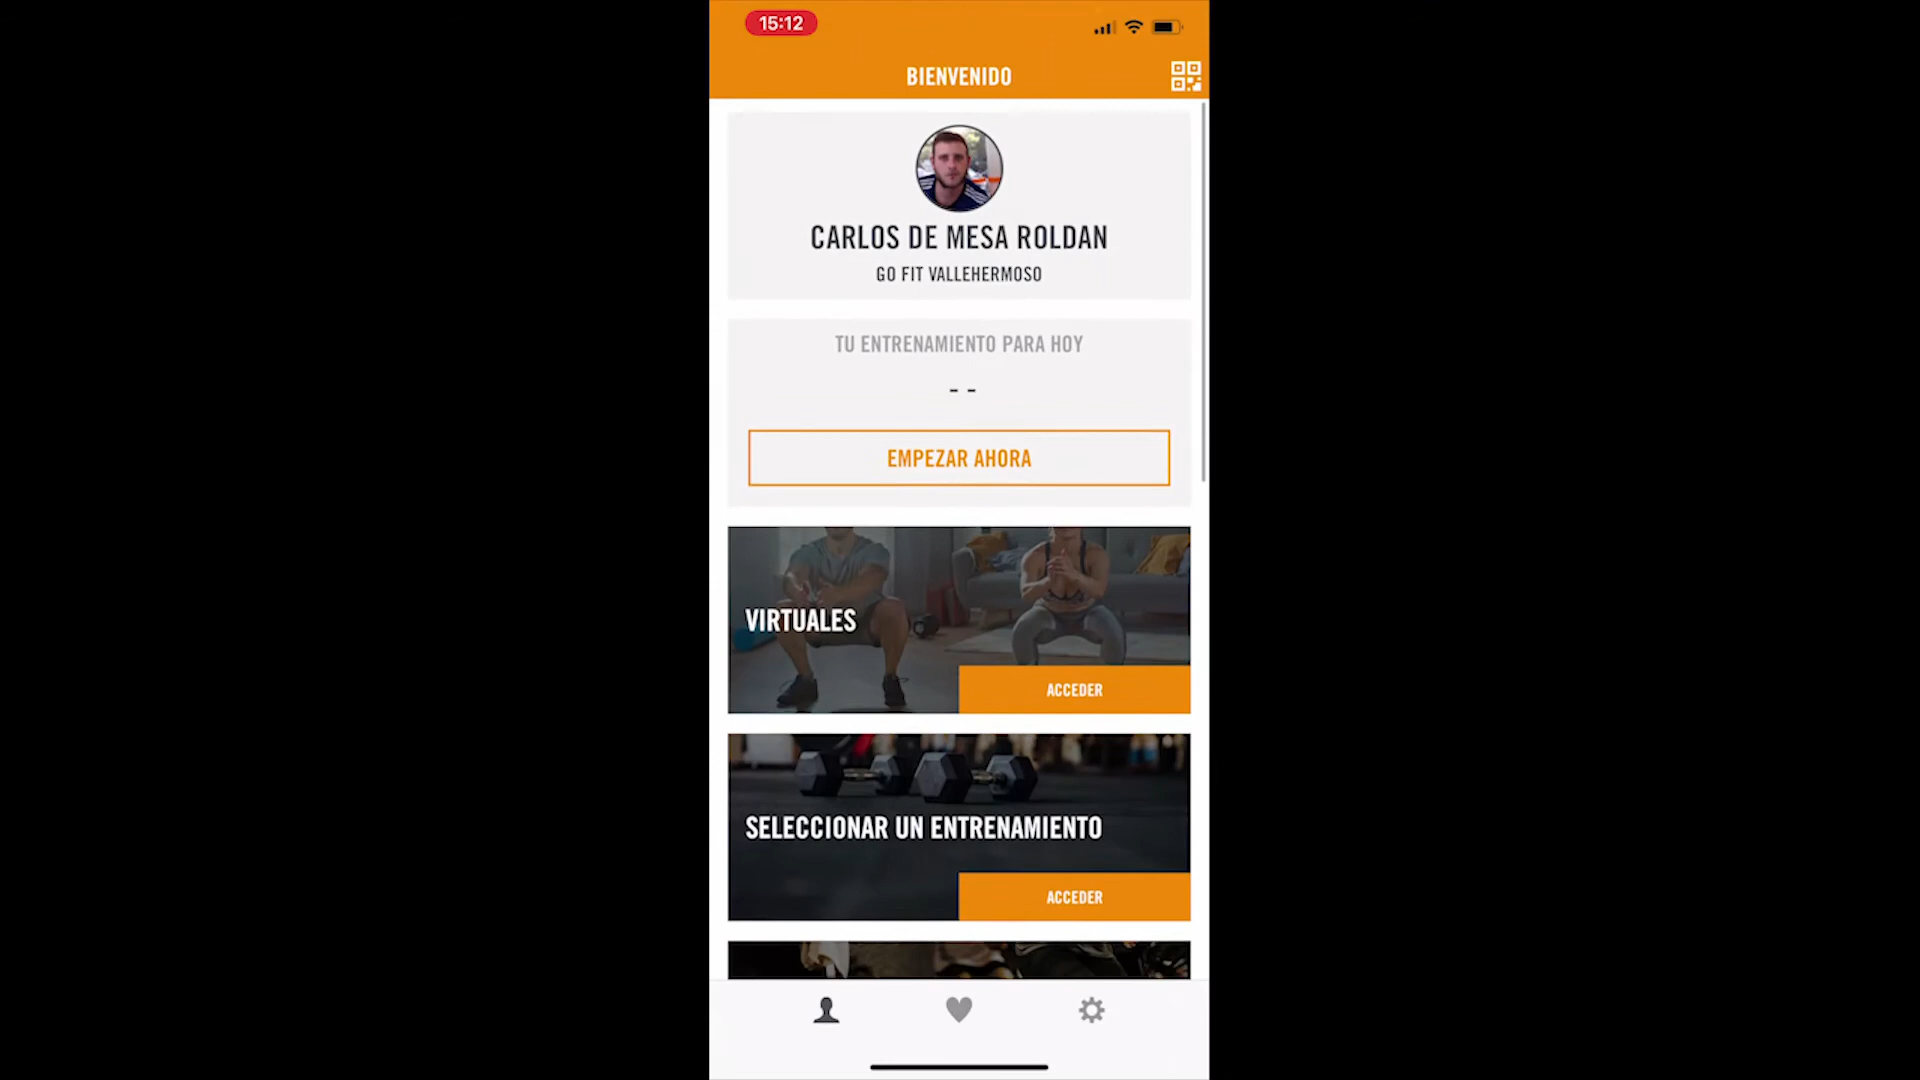 15:12
BIENVENIDO
CARLOS DE MESA ROLDAN
GO FIT VALLEHERMOSO
TU ENTRENAMIENTO PARA HOY
- -
EMPEZAR AHORA
VIRTUALES
ACCEDER
SELECCIONAR UN ENTRENAMIENTO
ACCEDER